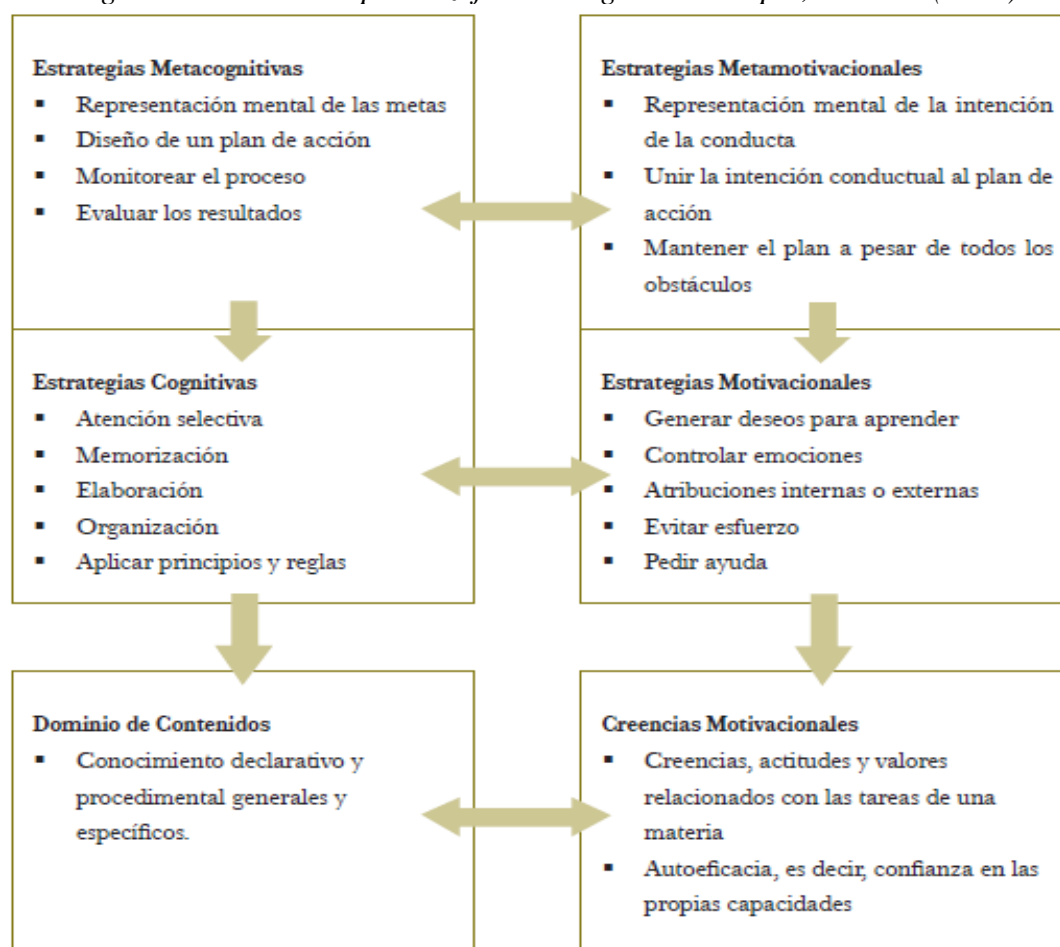 Estrategias Metacognitivas
▪ Representación mental de las metas
▪ Diseño de un plan de acción
▪ Monitorear el proceso
▪ Evaluar los resultados
Estrategias Metamotivacionales
▪ Representación mental de la intención
de la conducta
▪ Unir la intención conductual al plan de
acción
▪ Mantener el plan a pesar de todos los
obstáculos
Estrategias Cognitivas
▪ Atención selectiva
▪ Memorización
▪ Elaboración
▪ Organización
▪ Aplicar principios y reglas
Estrategias Motivacionales
▪ Generar deseos para aprender
▪ Controlar emociones
▪ Atribuciones internas o externas
▪ Evitar esfuerzo
▪ Pedir ayuda
Dominio de Contenidos
▪ Conocimiento declarativo y
procedimental generales y
específicos.
Creencias Motivacionales
▪ Creencias, actitudes y valores
relacionados con las tareas de una
materia
▪ Autoeficacia, es decir, confianza en las
propias capacidades